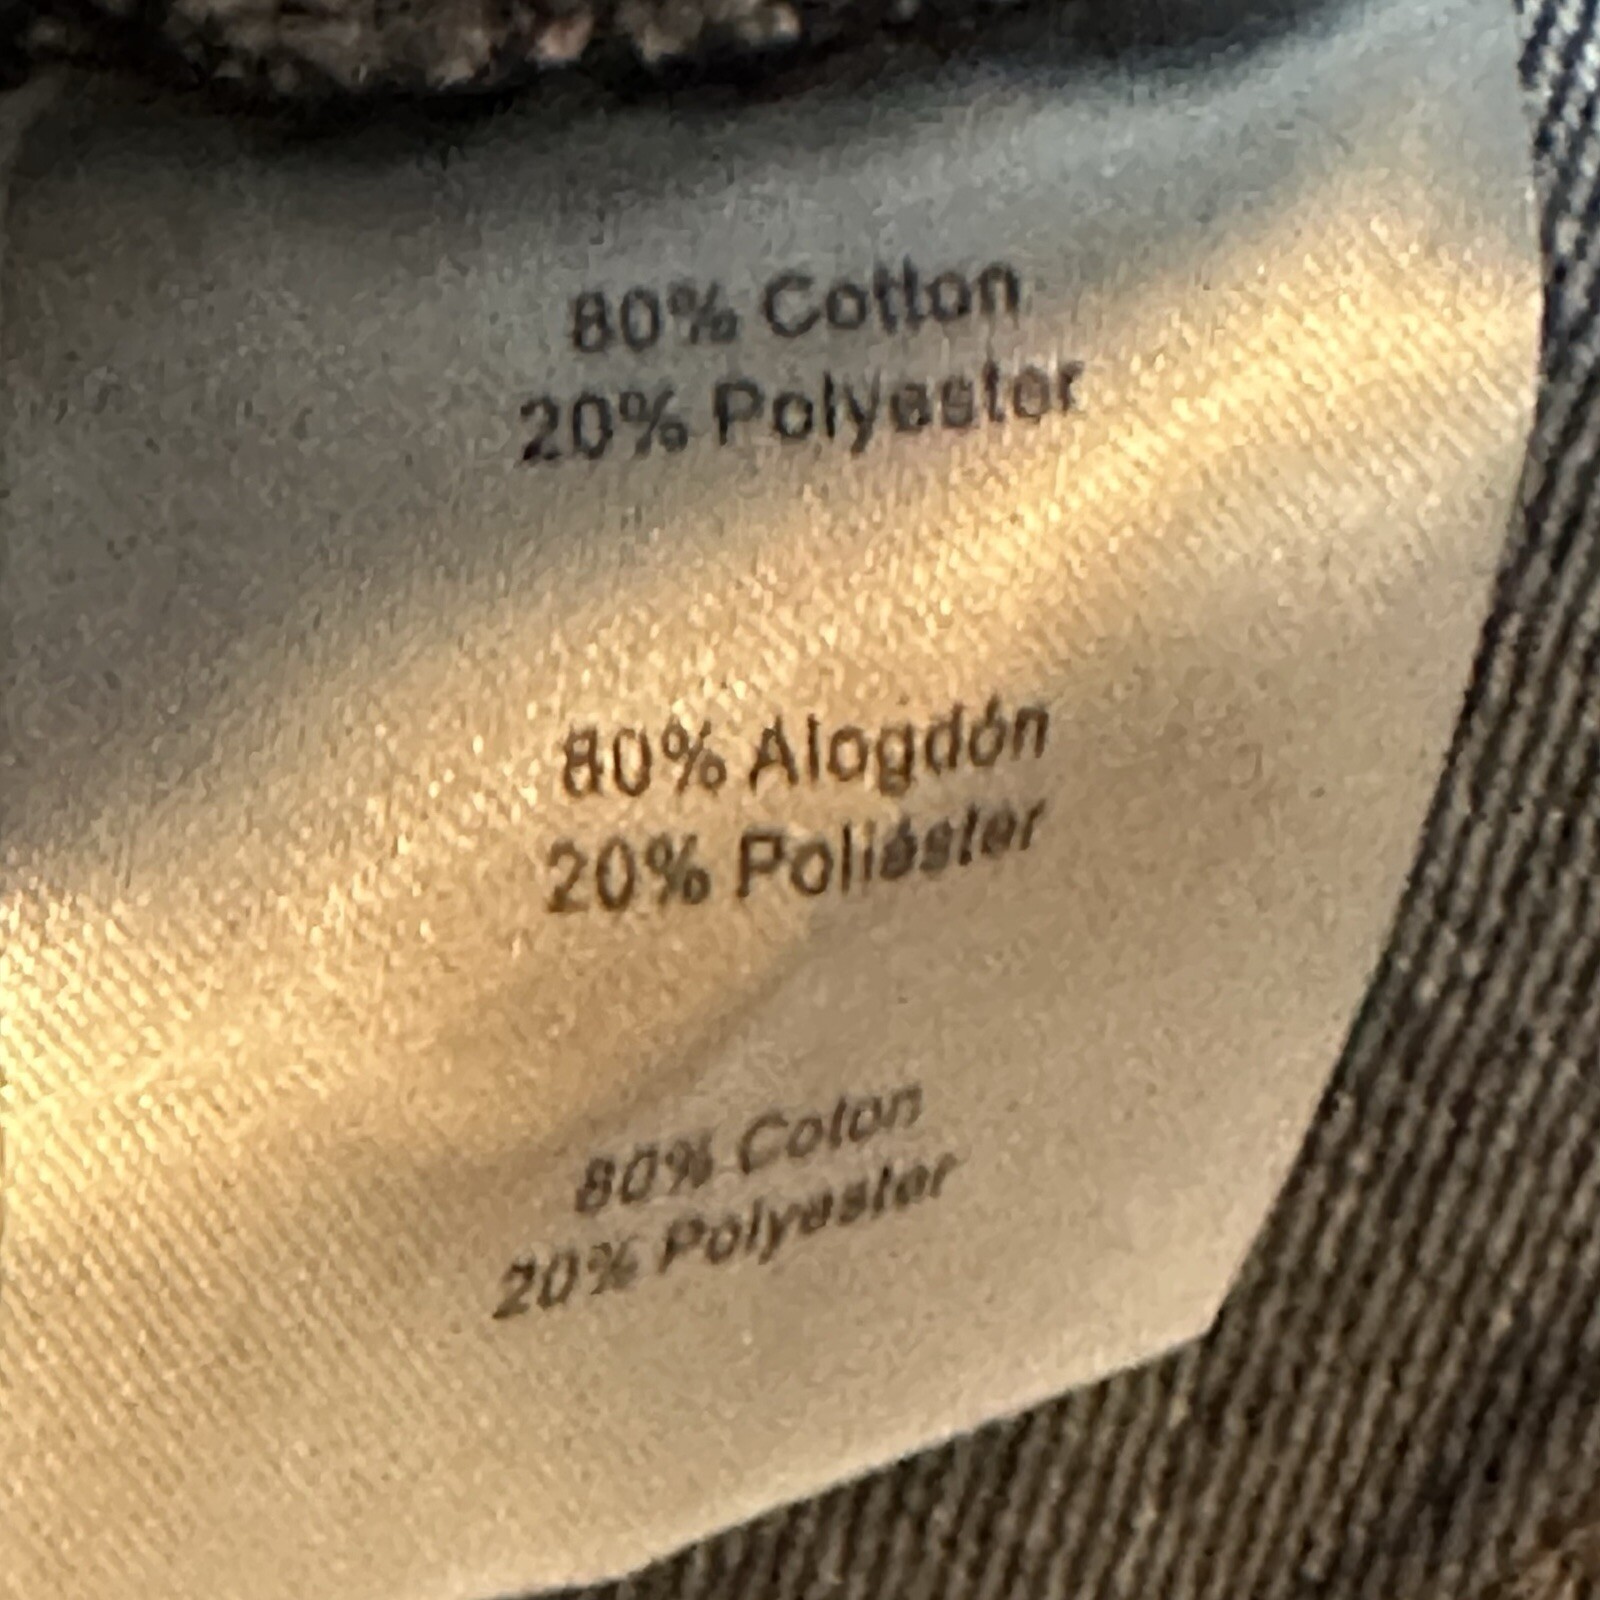 80% Cotton
20% Polyester
80% Alogdón
20% Poliéster
80% Coton
20% Polyester